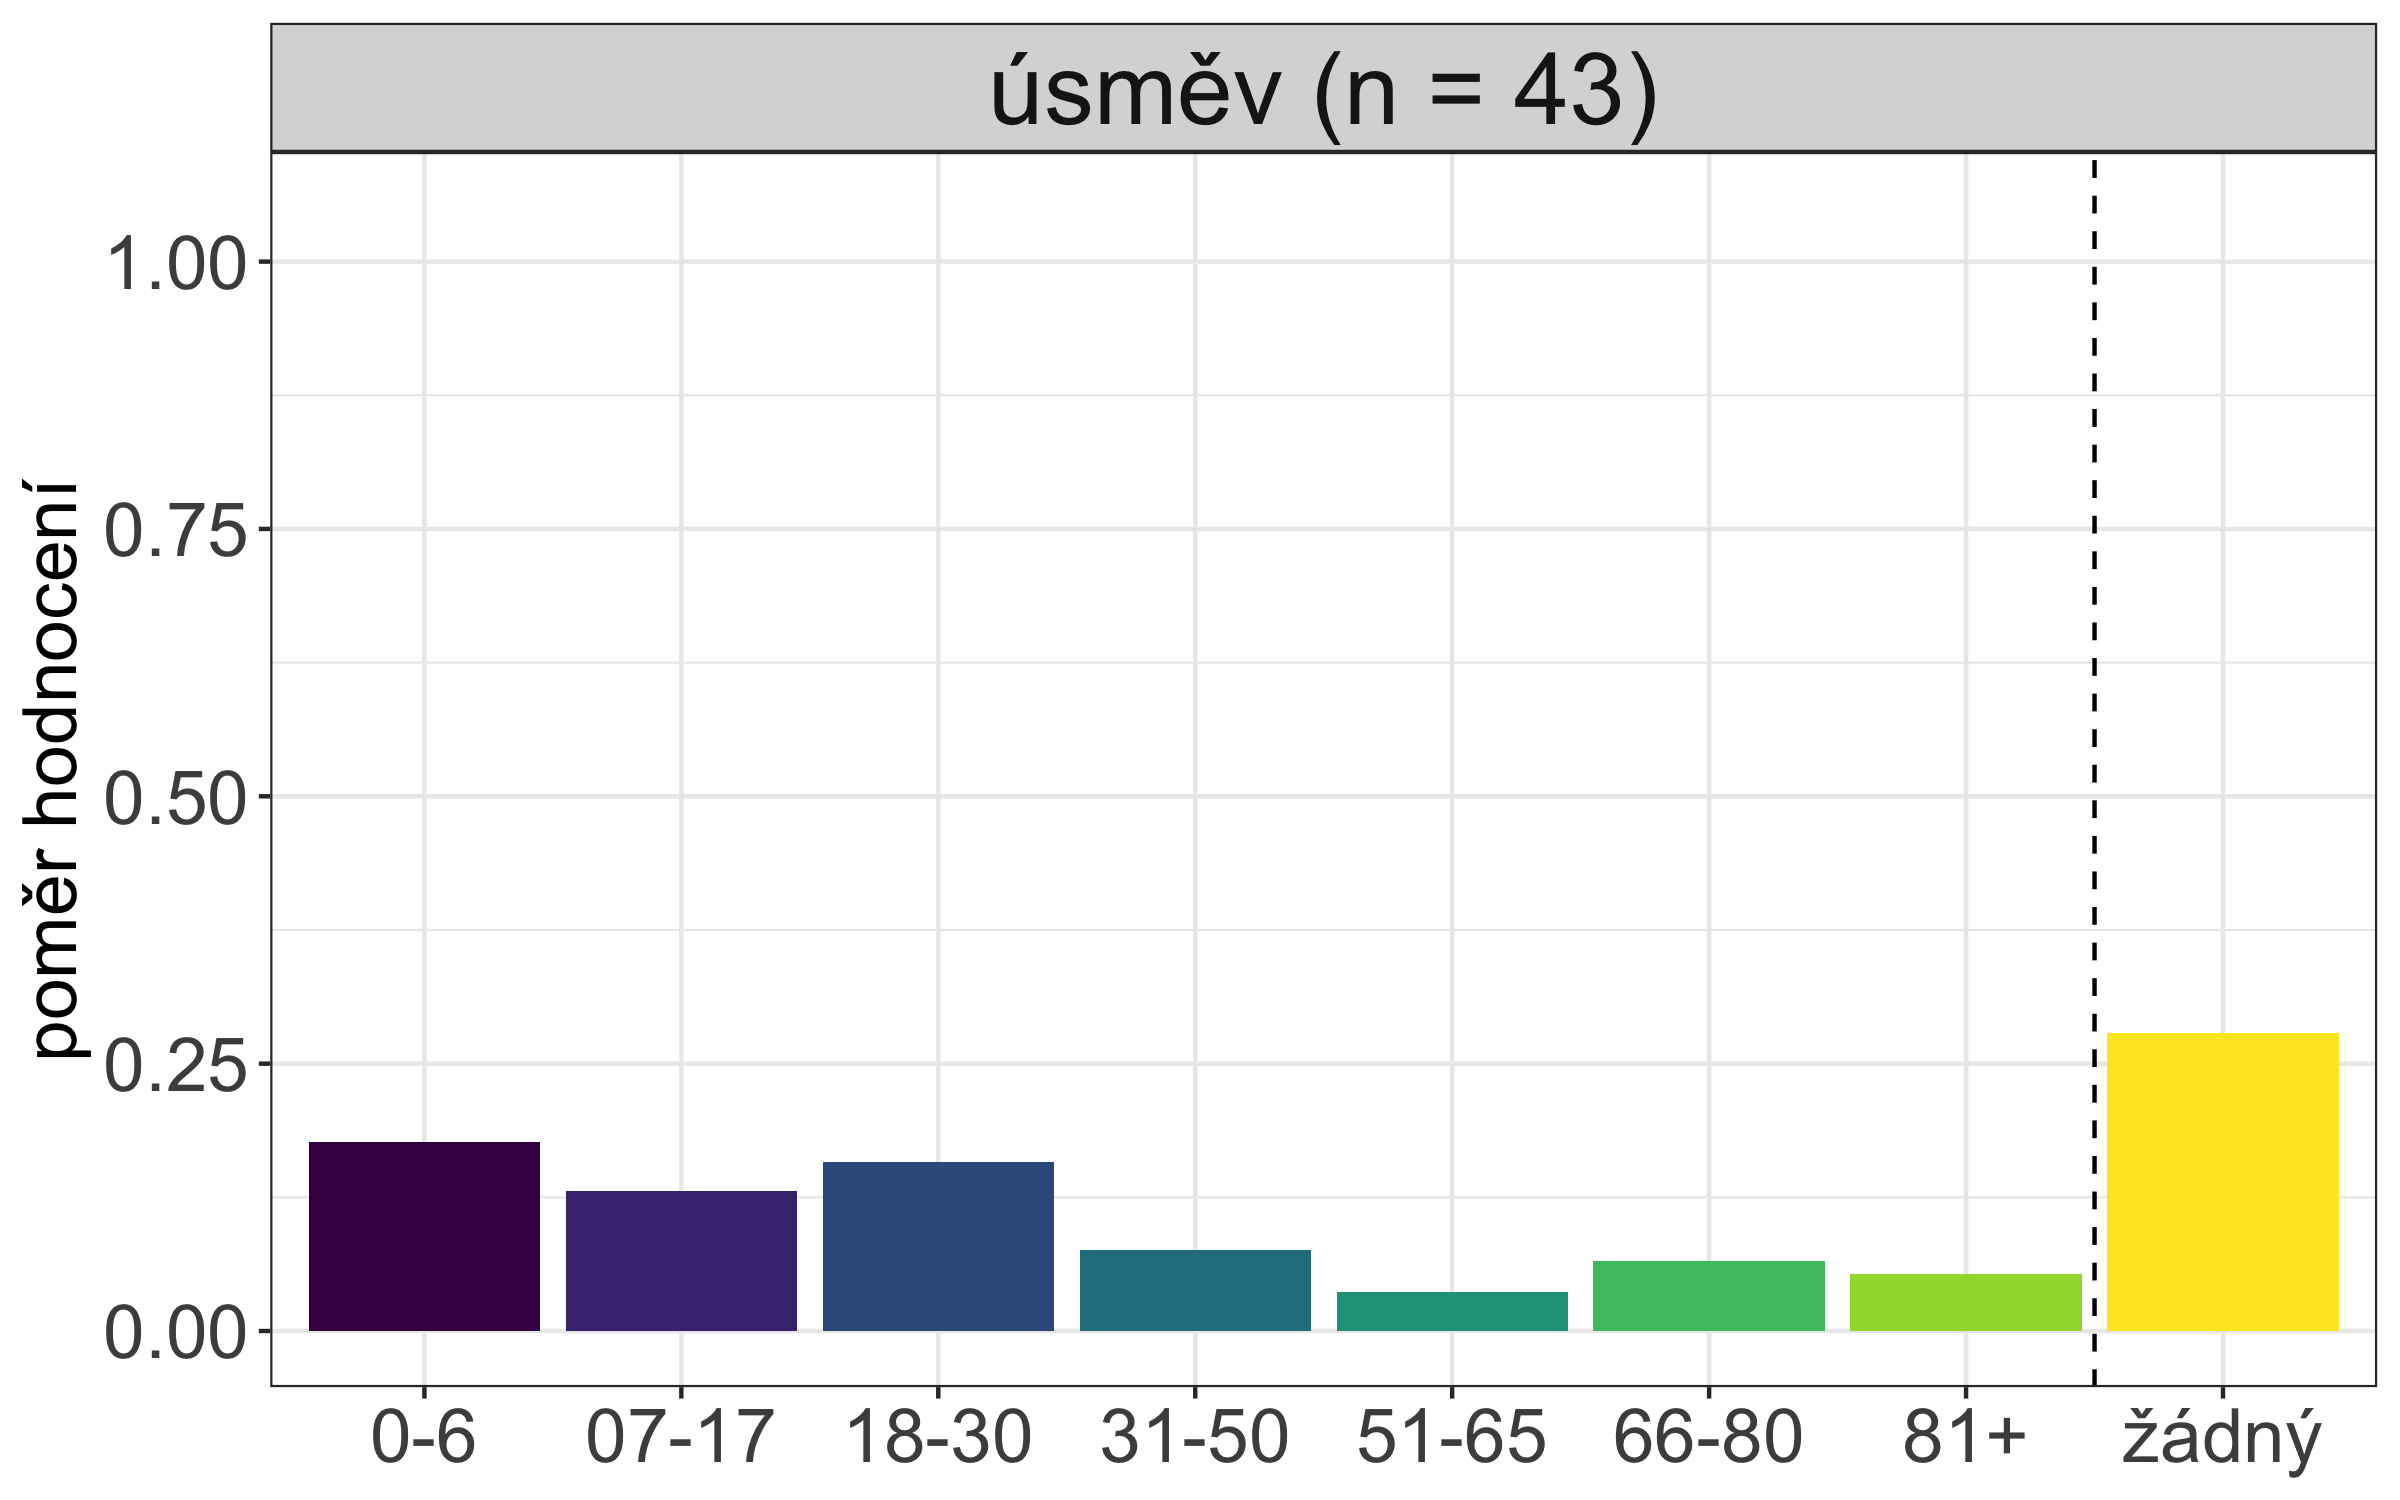 úsměv (n = 43)
poměr hodnocení
1.00
0.75
0.50
0.25
0.00
0-6 07-17 18-30 31-50 51-65 66-80 81+ žádný